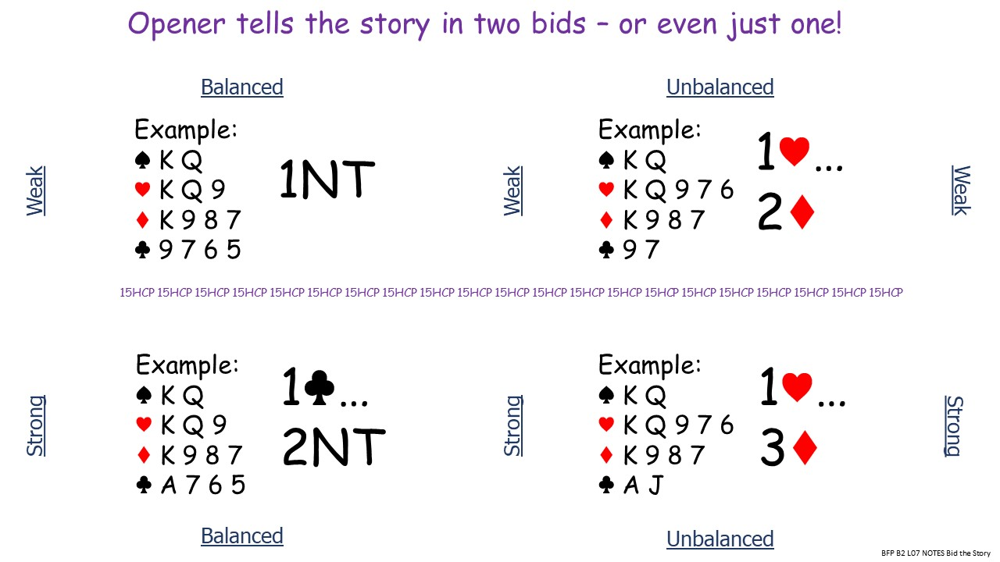 Opener tells the story in two bids – or even just one!
Balanced
Unbalanced
Weak
Example:
♠ K Q
♥ K Q 9
♦ K 9 8 7
♣ 9 7 6 5
1NT
Weak
Example:
♠ K Q
♥ K Q 9 7 6
♦ K 9 8 7
♣ 9 7
1♥...
2♦
Weak
15HCP 15HCP 15HCP 15HCP 15HCP 15HCP 15HCP 15HCP 15HCP 15HCP 15HCP 15HCP 15HCP 15HCP 15HCP 15HCP 15HCP 15HCP 15HCP 15HCP 15HCP
Strong
Example:
♠ K Q
♥ K Q 9
♦ K 9 8 7
♣ A 7 6 5
1♣...
2NT
Strong
Example:
♠ K Q
♥ K Q 9 7 6
♦ K 9 8 7
♣ A J
1♥...
3♦
Strong
Balanced
Unbalanced
BFP B2 L07 NOTES Bid the Story